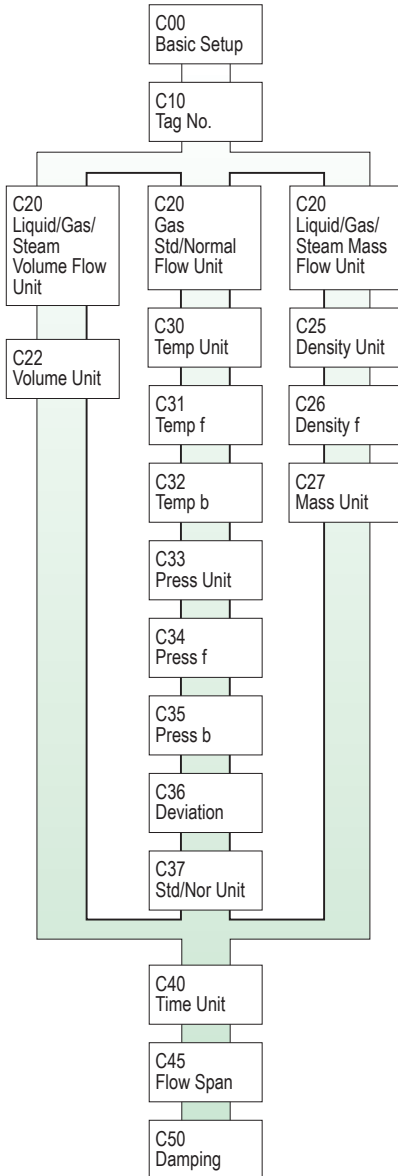 C00
Basic Setup
C10
Tag No.
C20
Liquid/Gas/
Steam
Volume Flow
Unit
C22
Volume Unit
C20
Gas
Std/Normal
Flow Unit
C30
Temp Unit
C31
Temp f
C32
Temp b
C33
Press Unit
C34
Press f
C35
Press b
C36
Deviation
C37
Std/Nor Unit
C20
Liquid/Gas/
Steam Mass
Flow Unit
C25
Density Unit
C26
Density f
C27
Mass Unit
C40
Time Unit
C45
Flow Span
C50
Damping